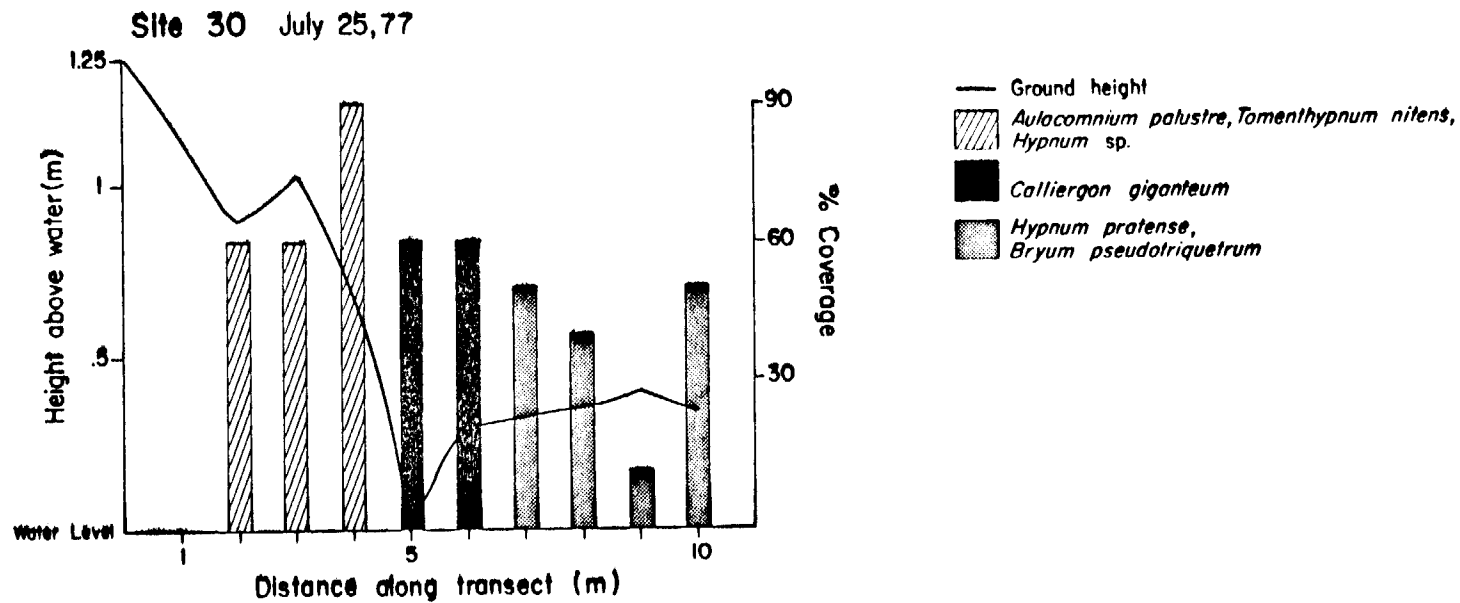 Site 30 July 25,77
1.25
1
.5
Water Level
Height above water(m)
90
60
30
% Coverage
1 5 10
Distance along transect (m)
Ground height
Aulacomnium palustre, Tomenthypnum nitens,
Hypnum sp.
Calliergon giganteum
Hypnum pratense,
Bryum pseudotriquetrum